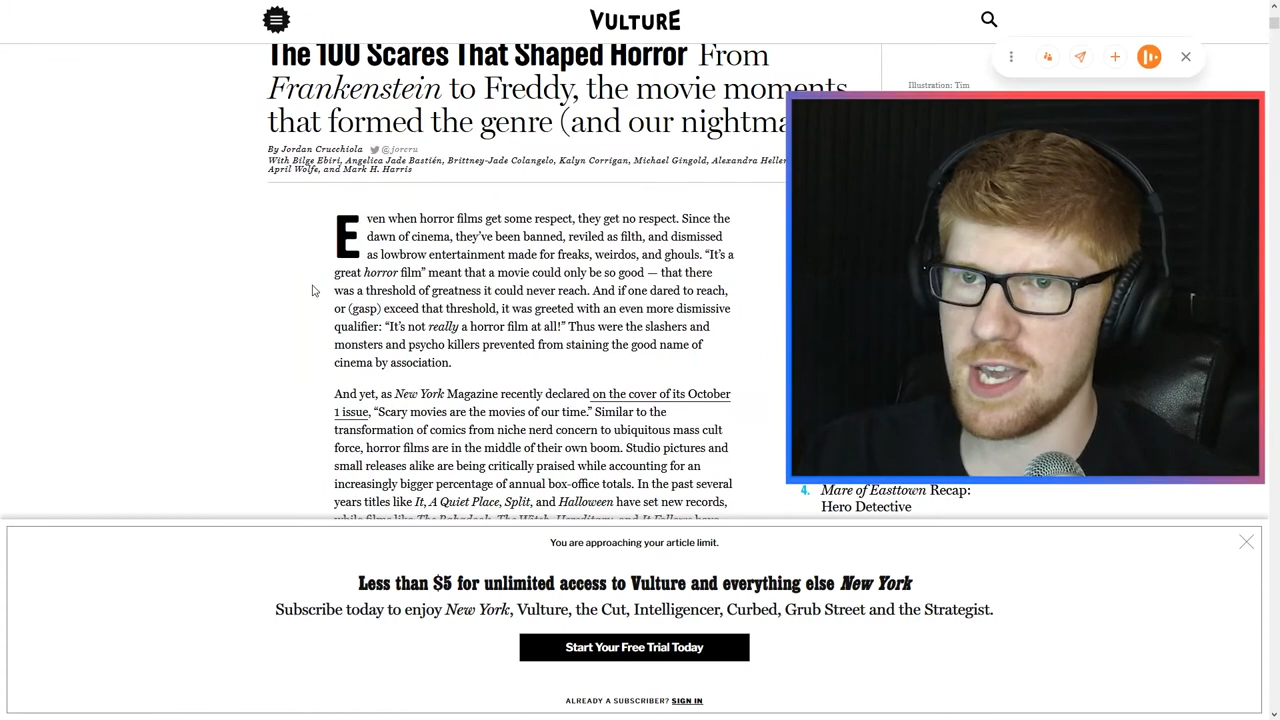 VULTURE
The 100 Scares That Shaped Horror From
Frankenstein to Freddy, the movie moments
that formed the genre (and our
Illustration: Tim
By Jordan Crucchiola @jorcru
With Bilge Ebiri, Angelica Jade Bastién, Brittney-Jade Colangelo, Kalyn Corrigan, Michael Gingold, Alexandra
April Wolfe, and Mark H. Harris
Even when horror films get some respect, they get no respect. Since the
dawn of cinema, they’ve been banned, reviled as filth, and dismissed
as lowbrow entertainment made for freaks, weirdos, and ghouls. “It’s a
great horror film” meant that a movie could only be so good — that there
was a threshold of greatness it could never reach. And if one dared to reach,
or (gasp) exceed that threshold, it was greeted with an even more dismissive
qualifier: “It’s not really a horror film at all!” Thus were the slashers and
monsters and psycho killers prevented from staining the good name of
cinema by association.
And yet, as New York Magazine recently declared on the cover of its October
1 issue, “Scary movies are the movies of our time.” Similar to the
transformation of comics from niche nerd concern to ubiquitous mass cult
force, horror films are in the middle of their own boom. Studio pictures and
small releases alike are being critically praised while accounting for an
increasingly bigger percentage of annual box-office totals. In the past several
years titles like It, A Quiet Place, Split, and Halloween have set new records,
while films like The Babadook, The Witch, Hereditary, and It Follows have
4. Mare of Easttown Recap:
Hero Detective
You are approaching your article limit.
Less than $5 for unlimited access to Vulture and everything else New York
Subscribe today to enjoy New York, Vulture, the Cut, Intelligencer, Curbed, Grub Street and the Strategist.
Start Your Free Trial Today
ALREADY A SUBSCRIBER? SIGN IN